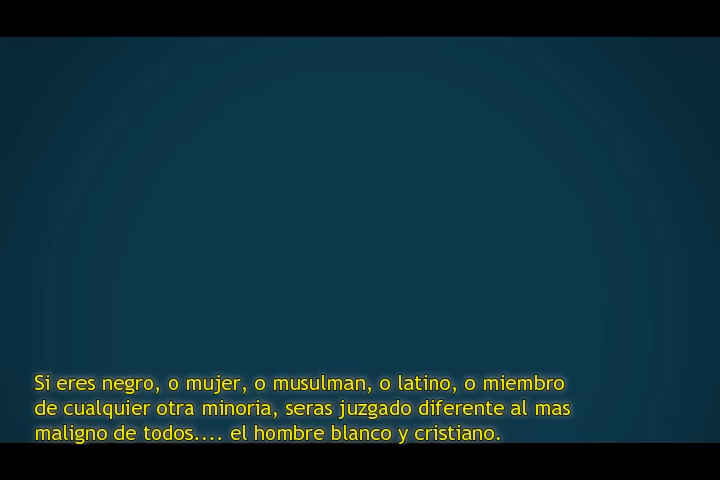 Si eres negro, o mujer, o musulman, o latino, o miembro
de cualquier otra minoria, seras juzgado diferente al mas
maligno de todos.... el hombre blanco y cristiano.